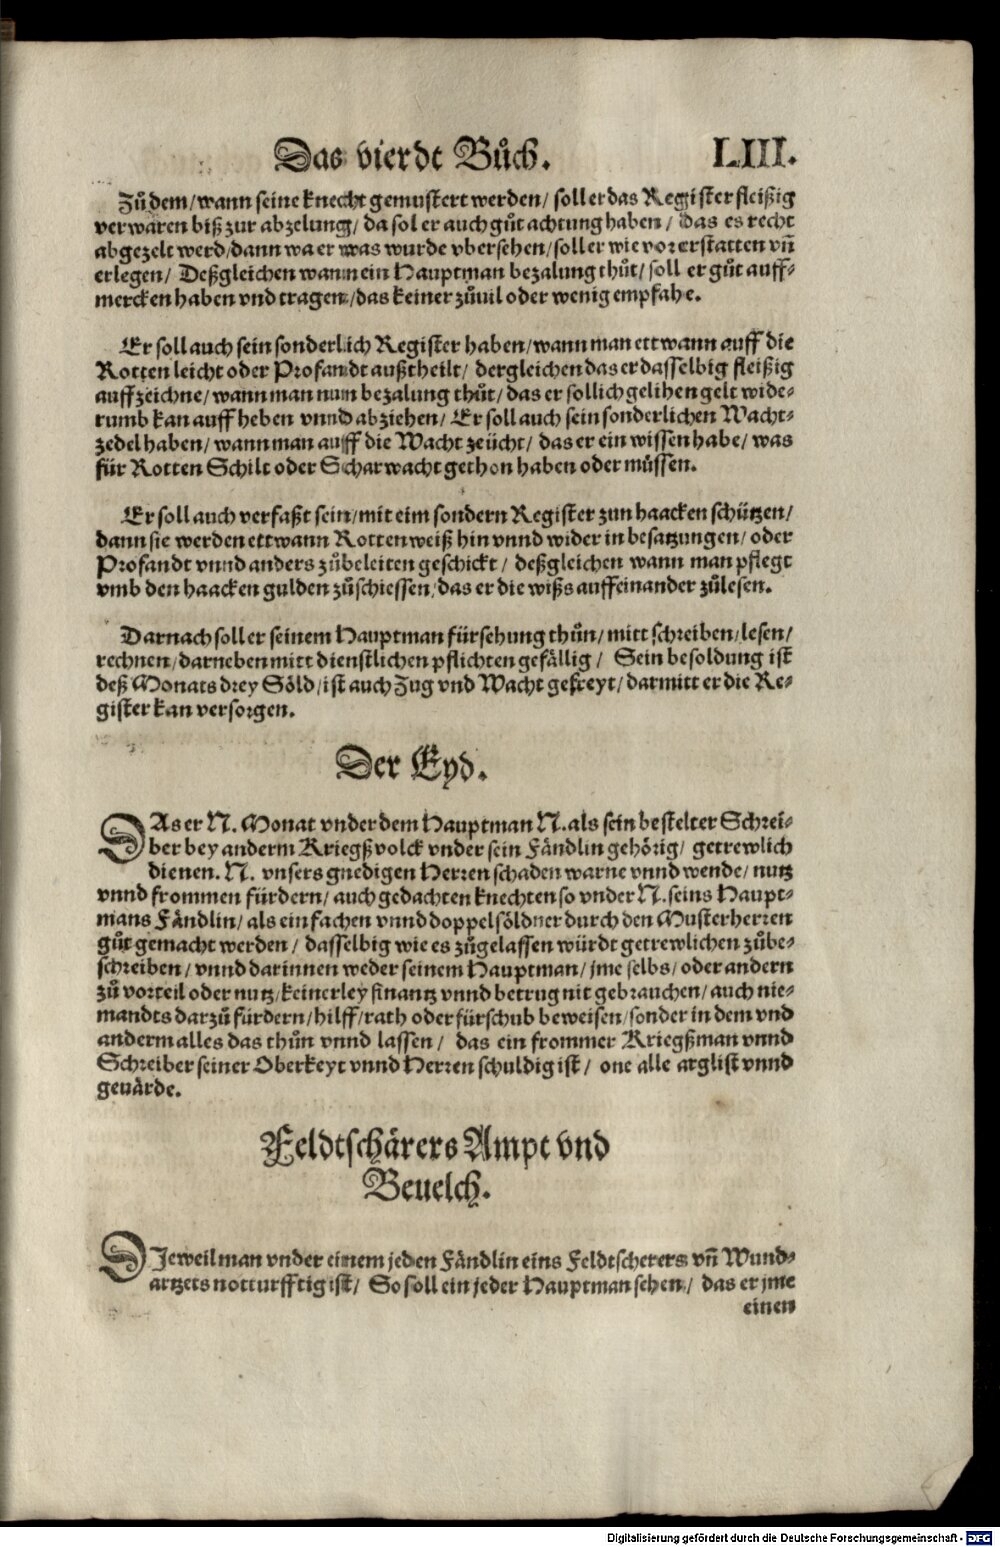 Das vierdt Bůch. LIII.
Zůdem/wann seine knecht gemustert werden/ soll er das Register fleißig
verwaren biß zur abzelung/ da sol er auch gůt achtung haben/ das es recht
abgezelt werd/dann wa er was wurde vbersehen/soll er wie vor erstatten vñ
erlegen/ Deßgleichen wann ein Hauptman bezalung thůt/ soll er gůt auff⸗
mercken haben vnd tragen/das keiner zůuil oder wenig empfahe.
Er soll auch sein sonderlich Register haben/wann man ettwann auff die
Rotten leicht oder Profandt außtheilt/ dergleichen das er dasselbig fleißig
auffzeichne/ wann man nun bezalung thůt/ das er sollich gelihen gelt wide⸗
rumb kan auff heben vnnd abziehen/ Er soll auch sein sonderlichen Wacht⸗
zedel haben/ wann man auff die Wacht zeücht/ das er ein wissen habe/ was
für Rotten Schilt oder Scharwacht gethon haben oder müssen.
Er soll auch verfaßt sein/mit eim sondern Register zun haacken schützen/
dann sie werden ettwann Rottenweiß hin vnnd wider in besatzungen/ oder
Profandt vnnd anders zůbeleiten geschickt/ deßgleichen wann man pflegt
vmb den haacken gulden zůschiessen/das er die wißs auffeinander zůlesen.
Darnach soll er seinem Hauptman fürsehung thůn/ mitt schreiben/lesen/
rechnen/darneben mitt dienstlichen pflichten gefällig/ Sein besoldung ist
deß Monats drey Söld/ist auch Zug vnd Wacht gefreyt/darmitt er die Re⸗
gister kan versorgen.
Der Eyd.
DAs er N. Monat vnder dem Hauptman N. als sein bestelter Schrei⸗
ber bey anderm Kriegßvolck vnder sein Fändlin gehörig/ getrewlich
dienen. N. vnsers gnedigen Herren schaden warne vnnd wende/ nutz
vnnd frommen fürdern/ auch gedachten knechten so vnder N. seins Haupt⸗
mans Fändlin/ als einfachen vnnd doppelsöldner durch den Musterherren
gůt gemacht werden/ dasselbig wie es zůgelassen würdt getrewlichen zůbe⸗
schreiben/ vnnd darinnen weder seinem Hauptman/ jme selbs/ oder andern
zů vorteil oder nutz/keinerley finantz vnnd betrug nit gebrauchen/ auch nie⸗
mandts darzů fürdern/hilff/rath oder fürschub beweisen/sonder in dem vnd
anderm alles das thůn vnnd lassen/ das ein frommer Kriegßman vnnd
Schreiber seiner Oberkeyt vnnd Herren schuldig ist/ one alle arglist vnnd
geuärde.
Feldtschärers Ampt vnd
Beuelch.
DIeweil man vnder einem jeden Fändlin eins Feldtscherers vñ Wund⸗
artzets notturfftig ist/ So soll ein jeder Hauptman sehen/ das er jme
einen
Digitalisierung gefördert durch die Deutsche Forschungsgemeinschaft - DFG